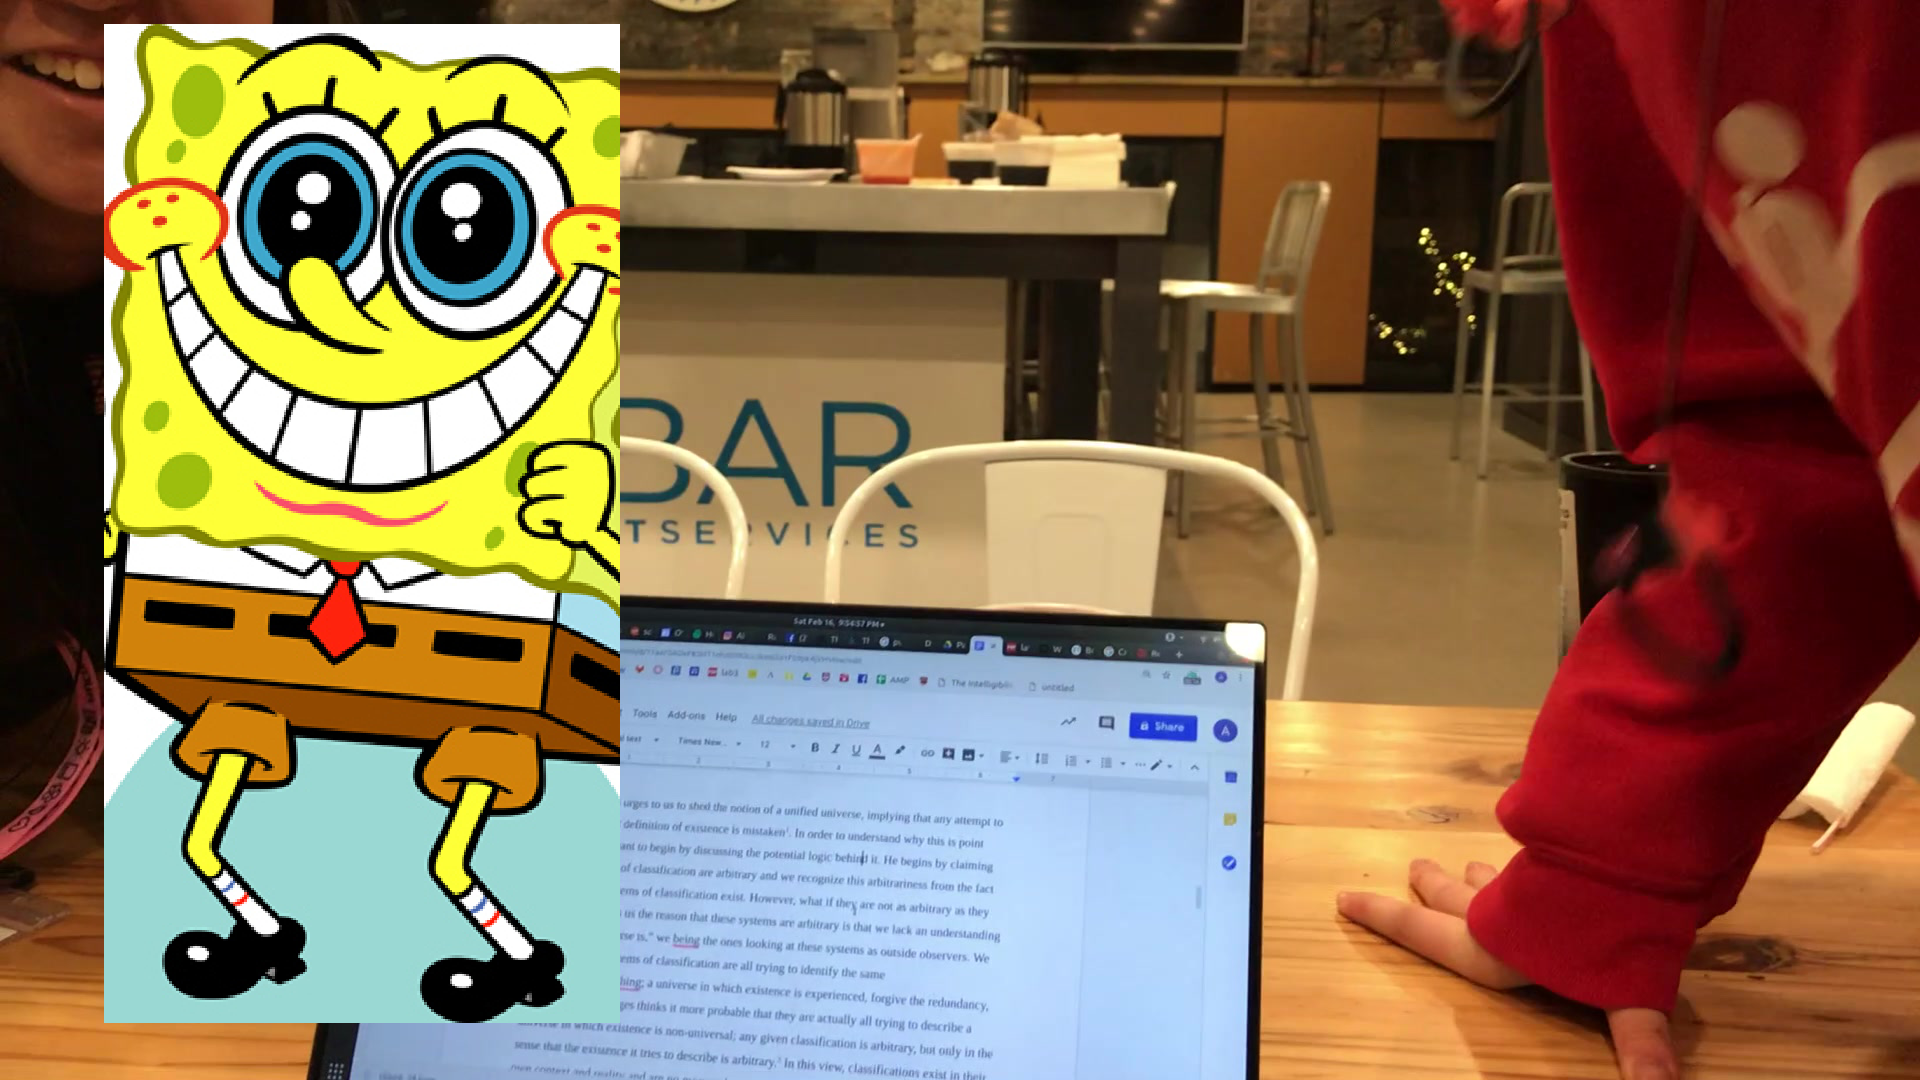 BAR
TSERVICES
Sat Feb 16, 9:54:57 PM
lab3
AMP
The Intelligibili
untitled
Tools Add-ons Help All changes saved in Drive
Share
A
Times New... 12 B I U A
urges to us to shed the notion of a unified universe, implying that any attempt to
definition of existence is mistaken¹. In order to understand why this is point
ant to begin by discussing the potential logic behind it. He begins by claiming
of classification are arbitrary and we recognize this arbitrariness from the fact
ems of classification exist. However, what if they are not as arbitrary as they
us the reason that these systems are arbitrary is that we lack an understanding
rse is," we being the ones looking at these systems as outside observers. We
ems of classification are all trying to identify the same
hing; a universe in which existence is experienced, forgive the redundancy,
ges thinks it more probable that they are actually all trying to describe a
universe in which existence is non-universal; any given classification is arbitrary, but only in the
sense that the existence it tries to describe is arbitrary.² In this view, classifications exist in their
own context and reality and are no